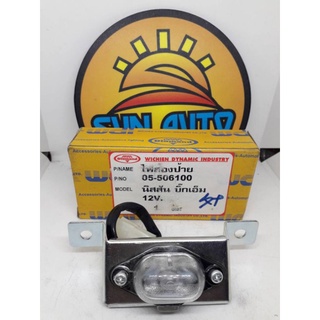 SUN AUTO
WICHIEN DYNAMIC INDUSTRY
P/NAME ไฟส่องป้าย
P/NO 05-506100
MODEL นิสสัน บิ๊กเอ็ม
12V.